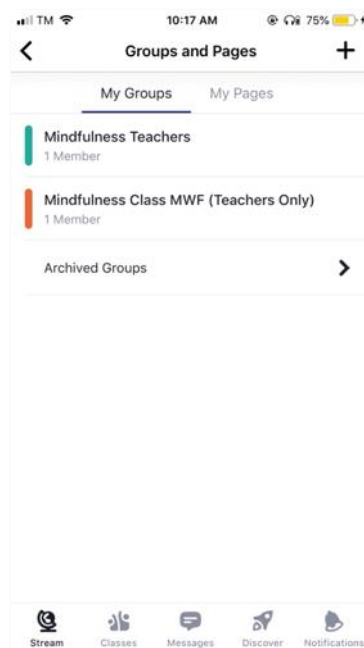 TM 10:17 AM 75%
Groups and Pages
My Groups My Pages
Mindfulness Teachers
1 Member
Mindfulness Class MWF (Teachers Only)
1 Member
Archived Groups
Stream Classes Messages Discover Notifications